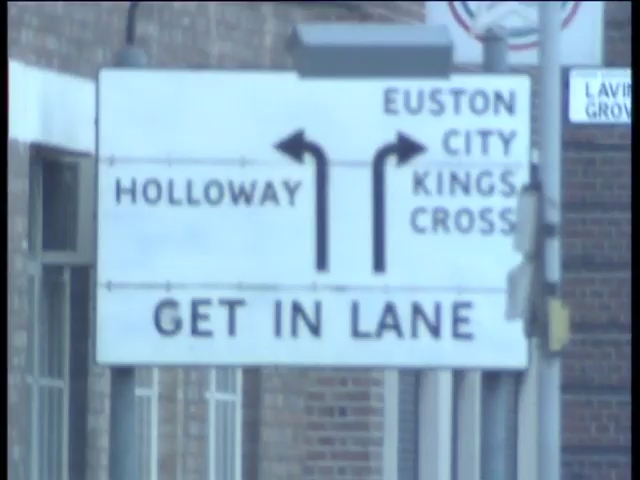 EUSTON
CITY
HOLLOWAY
KINGS
CROSS
GET IN LANE